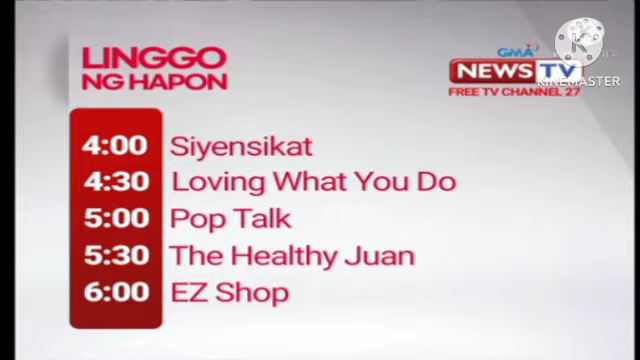 LINGGO
NG HAPON
GMA
NEWS TV
FREE TV CHANNEL 27
K
KINEMASTER
4:00 Siyensikat
4:30 Loving What You Do
5:00 Pop Talk
5:30 The Healthy Juan
6:00 EZ Shop